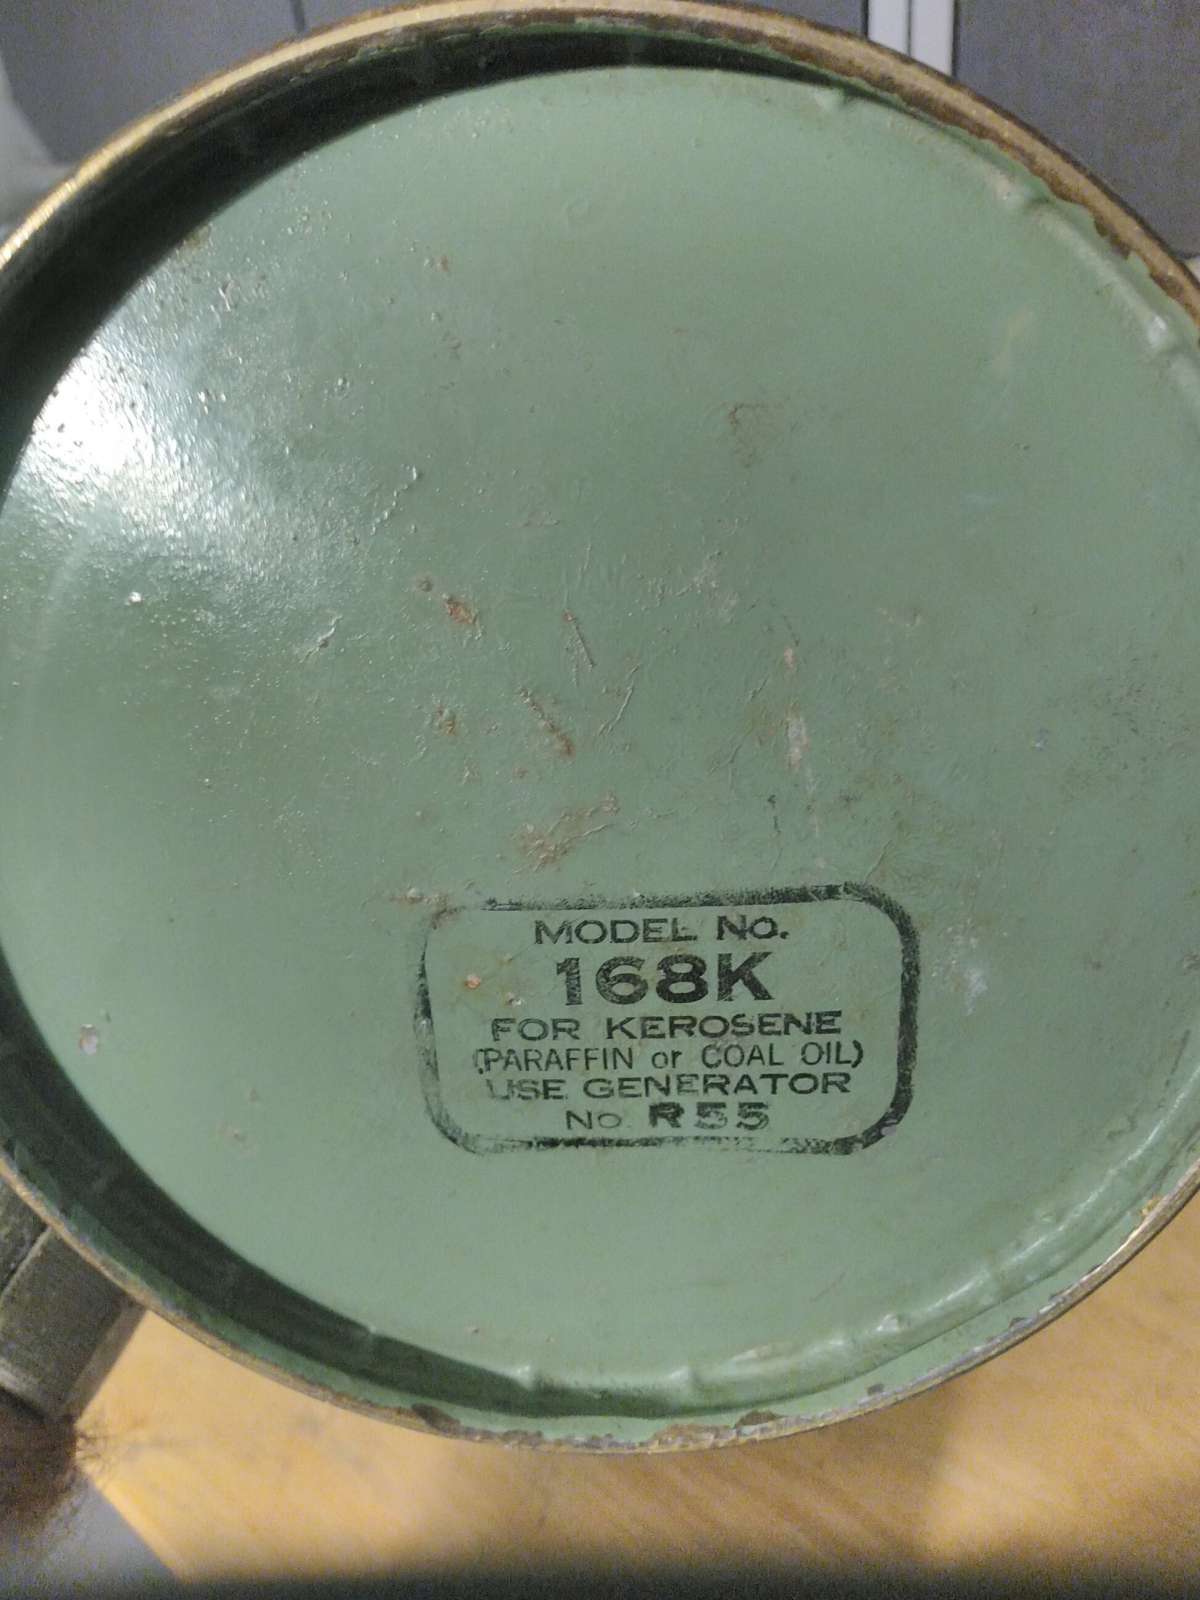 MODEL NO.
168K
FOR KEROSENE
(PARAFFIN or COAL OIL)
USE GENERATOR
NO. R55